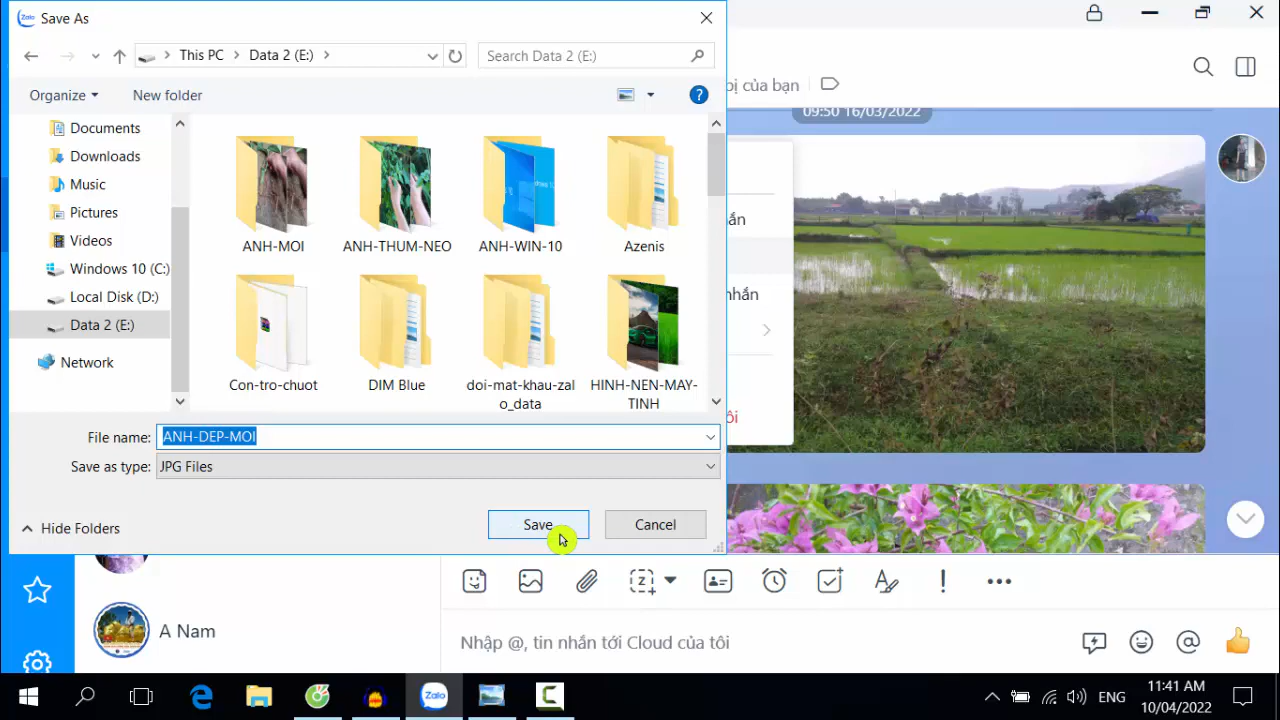 Zalo Save As
This PC Data 2 (E:)
Search Data 2 (E:)
bị của bạn
Organize
New folder
?
09:50 16/03/2022
Documents
Downloads
Music
Pictures
Videos
Windows 10 (C:)
Local Disk (D:)
Data 2 (E:)
Network
ANH-MOI
ANH-THUM-NEO
ANH-WIN-10
Azenis
Con-tro-chuot
DIM Blue
doi-mat-khau-zal
o_data
HINH-NEN-MAY-
TINH
ắn
nhắn
ôi
File name: ANH-DEP-MOI
Save as type: JPG Files
Hide Folders
Save
Cancel
A Nam
Nhập @, tin nhắn tới Cloud của tôi
Zalo
ENG
11:41 AM
10/04/2022